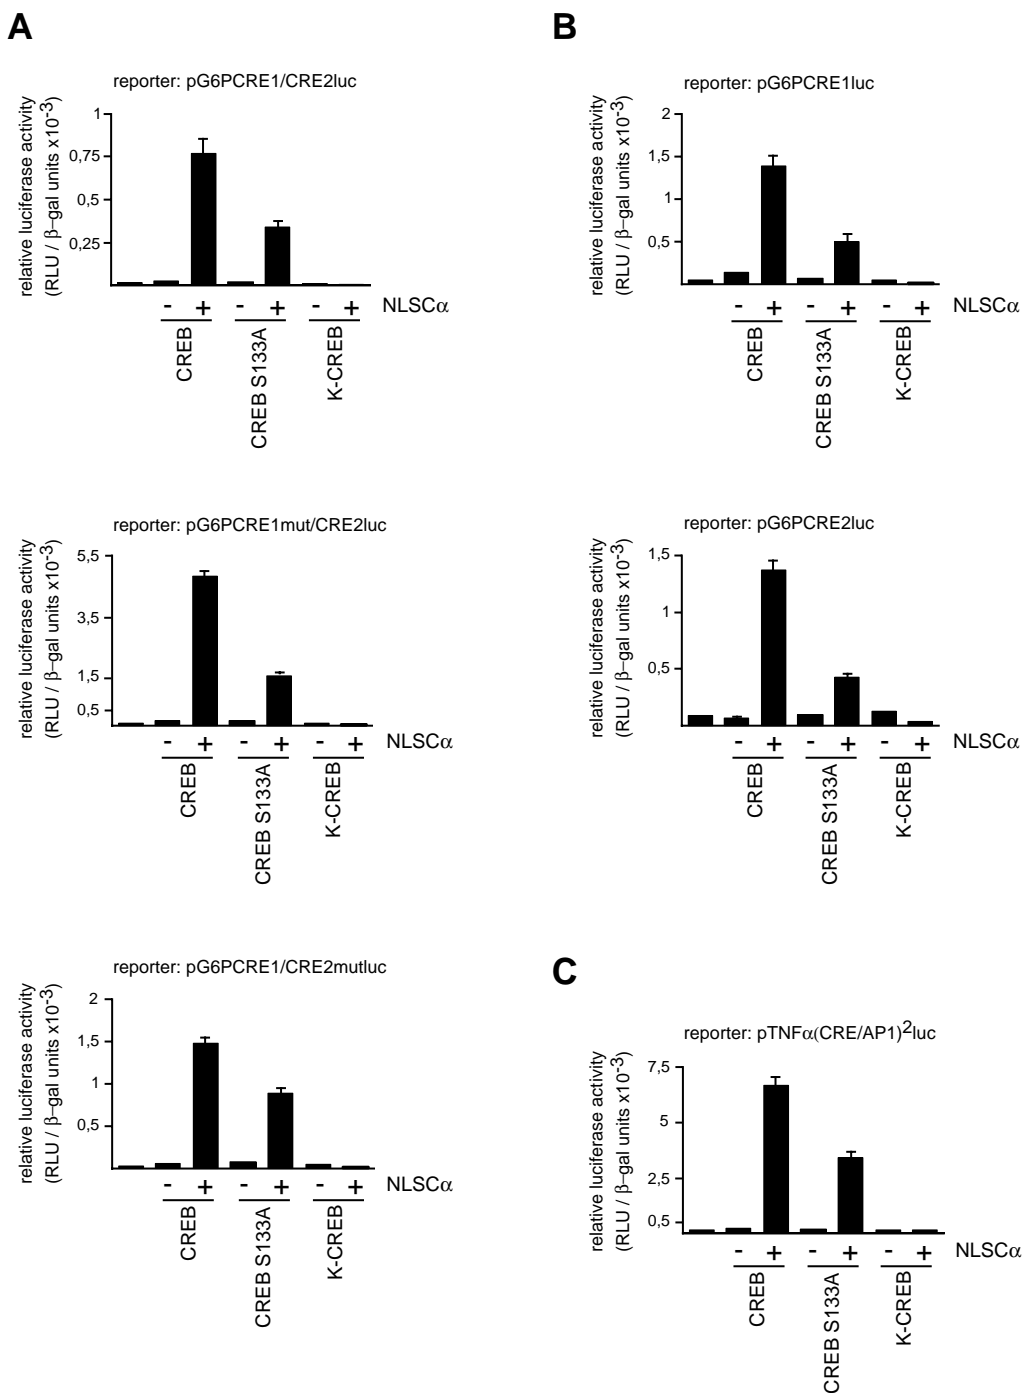 A
reporter: pG6PCRE1/CRE2luc
relative luciferase activity
(RLU / β–gal units x10-3)
1
0,75
0,5
0,25
- + - + - + NLSCα
CREB
CREB S133A
K-CREB
reporter: pG6PCRE1mut/CRE2luc
relative luciferase activity
(RLU / β–gal units x10-3)
5,5
3,5
1,5
0,5
- + - + - + NLSCα
CREB
CREB S133A
K-CREB
reporter: pG6PCRE1/CRE2mutluc
relative luciferase activity
(RLU / β–gal units x10-3)
2
1,5
1
0,5
- + - + - + NLSCα
CREB
CREB S133A
K-CREB
B
reporter: pG6PCRE1luc
relative luciferase activity
(RLU / β–gal units x10-3)
2
1,5
1
0,5
- + - + - + NLSCα
CREB
CREB S133A
K-CREB
reporter: pG6PCRE2luc
relative luciferase activity
(RLU / β–gal units x10-3)
1,5
1
0,5
- + - + - + NLSCα
CREB
CREB S133A
K-CREB
C
reporter: pTNFα(CRE/AP1)2luc
relative luciferase activity
(RLU / β–gal units x10-3)
7,5
5
2,5
0,5
- + - + - + NLSCα
CREB
CREB S133A
K-CREB